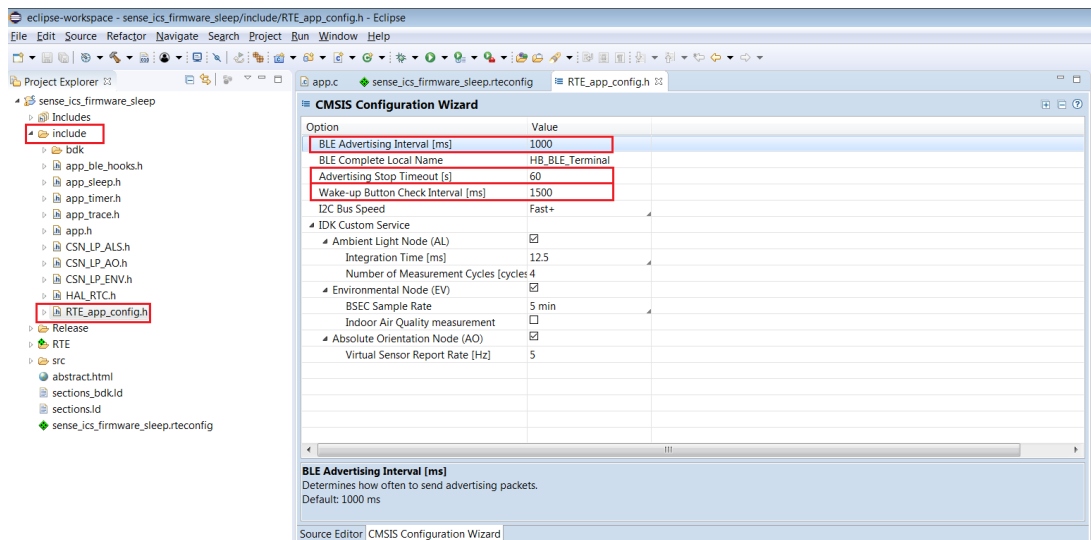 eclipse-workspace - sense_ics_firmware_sleep/include/RTE_app_config.h - Eclipse
File Edit Source Refactor Navigate Search Project Run Window Help
Project Explorer
sense_ics_firmware_sleep
Includes
include
bdk
app_ble_hooks.h
app_sleep.h
app_timer.h
app_trace.h
app.h
CSN_LP_ALS.h
CSN_LP_AO.h
CSN_LP_ENV.h
HAL_RTC.h
RTE_app_config.h
Release
RTE
src
abstract.html
sections_bdk.ld
sections.ld
sense_ics_firmware_sleep.rteconfig
app.c sense_ics_firmware_sleep.rteconfig RTE_app_config.h
CMSIS Configuration Wizard
Option Value
BLE Advertising Interval [ms] 1000
BLE Complete Local Name HB_BLE_Terminal
Advertising Stop Timeout [s] 60
Wake-up Button Check Interval [ms] 1500
I2C Bus Speed Fast+
IDK Custom Service
Ambient Light Node (AL)
Integration Time [ms] 12.5
Number of Measurement Cycles [cycles 4
Environmental Node (EV)
BSEC Sample Rate 5 min
Indoor Air Quality measurement
Absolute Orientation Node (AO)
Virtual Sensor Report Rate [Hz] 5
BLE Advertising Interval [ms]
Determines how often to send advertising packets.
Default: 1000 ms
Source Editor CMSIS Configuration Wizard